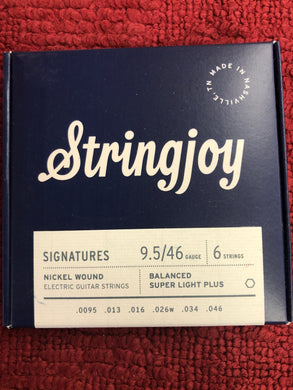 MADE IN NASHVILLE, TN
Stringjoy
SIGNATURES 9.5/46 GAUGE 6 STRINGS
NICKEL WOUND BALANCED
ELECTRIC GUITAR STRINGS SUPER LIGHT PLUS
.0095 .013 .016 .026w .034 .046